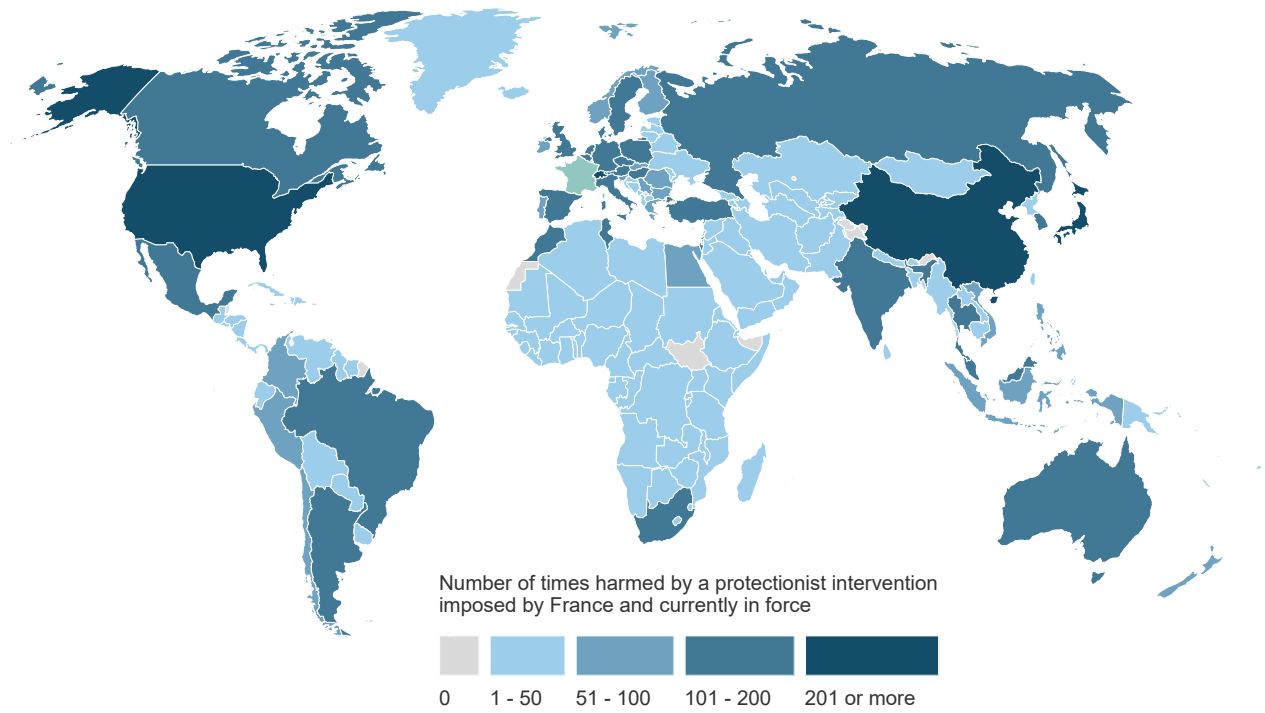 Number of times harmed by a protectionist intervention
imposed by France and currently in force
0 1 - 50 51 - 100 101 - 200 201 or more